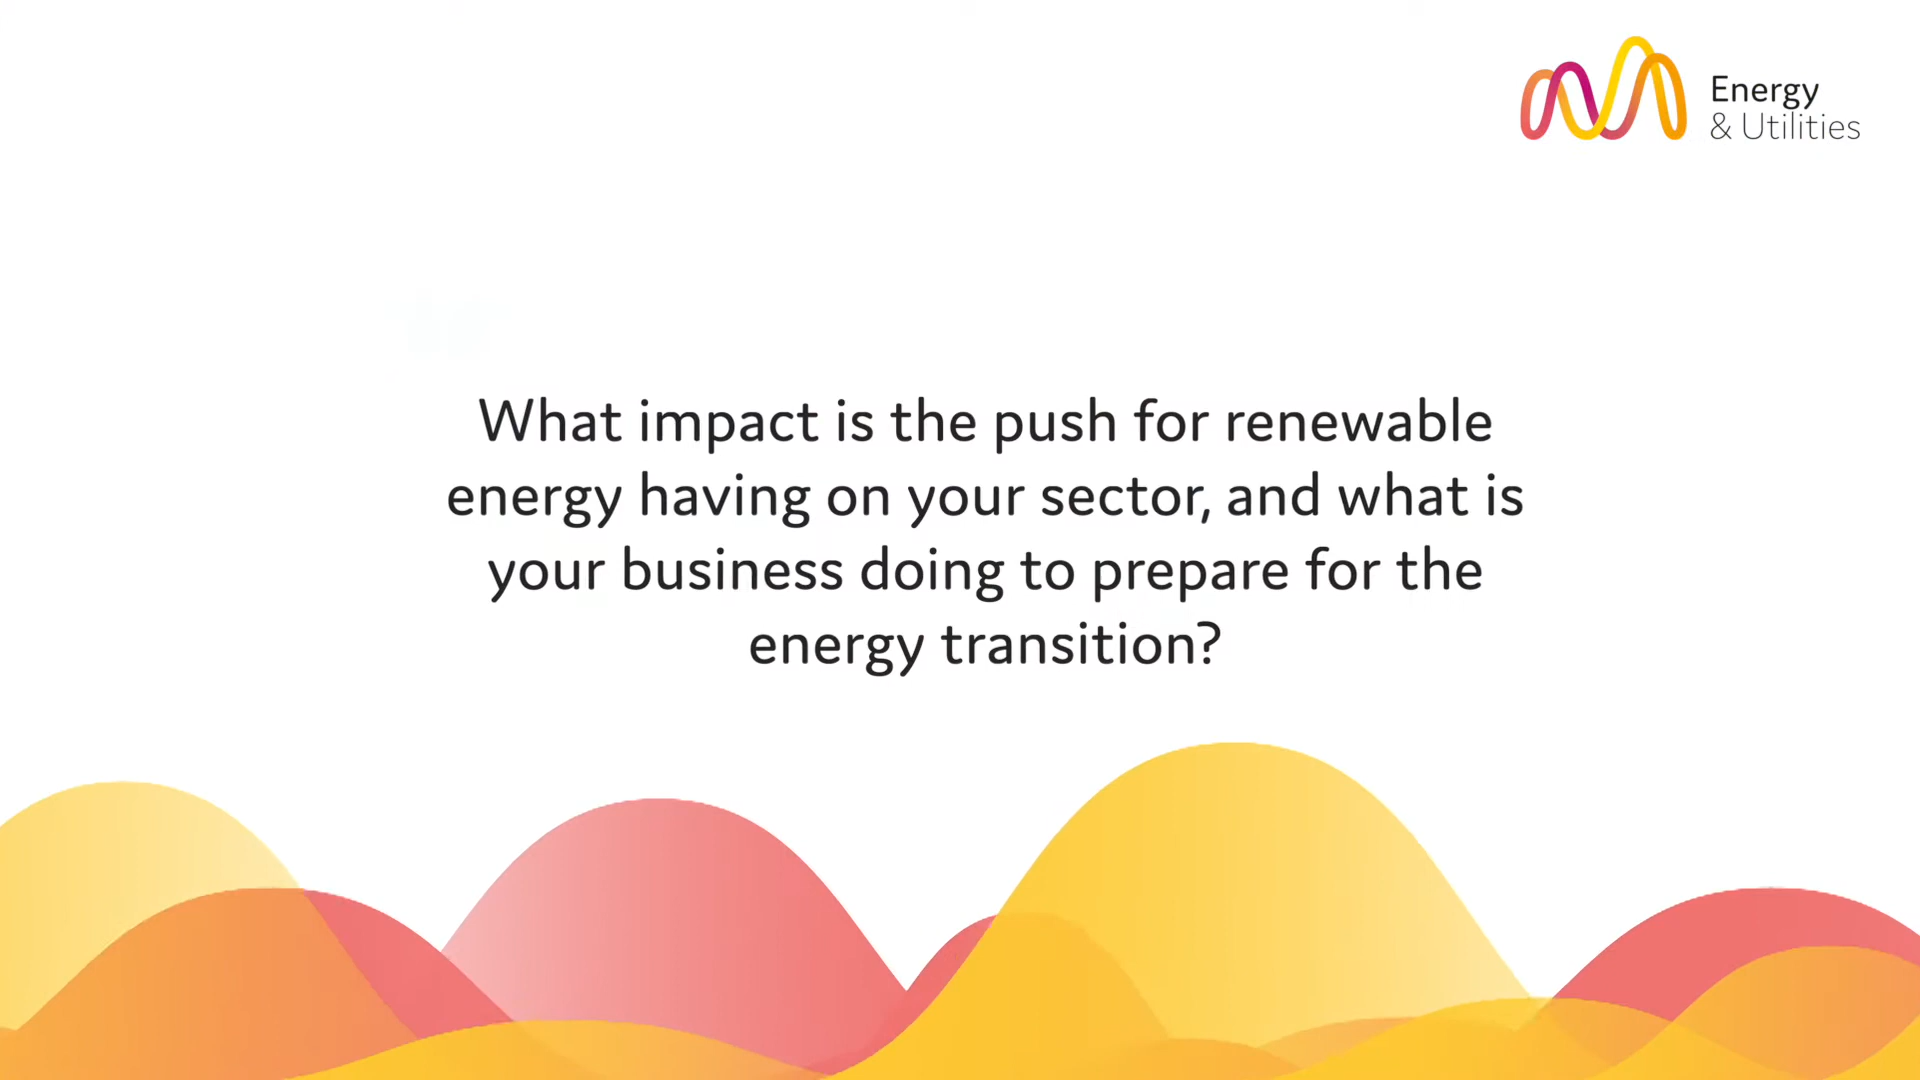 Energy
& Utilities
What impact is the push for renewable
energy having on your sector, and what is
your business doing to prepare for the
energy transition?